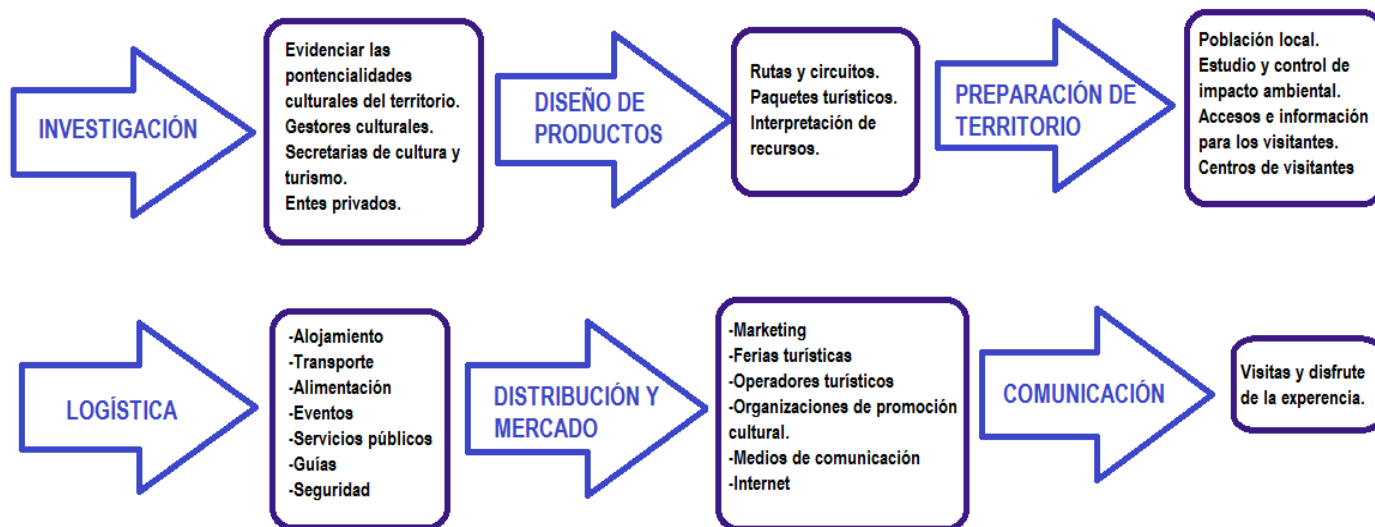 INVESTIGACIÓN
Evidenciar las
pontencialidades
culturales del territorio.
Gestores culturales.
Secretarias de cultura y
turismo.
Entes privados.
DISEÑO DE
PRODUCTOS
Rutas y circuitos.
Paquetes turísticos.
Interpretación de
recursos.
PREPARACIÓN DE
TERRITORIO
Población local.
Estudio y control de
impacto ambiental.
Accesos e información
para los visitantes.
Centros de visitantes
LOGÍSTICA
-Alojamiento
-Transporte
-Alimentación
-Eventos
-Servicios públicos
-Guías
-Seguridad
DISTRIBUCIÓN Y
MERCADO
-Marketing
-Ferias turísticas
-Operadores turísticos
-Organizaciones de promoción
cultural.
-Medios de comunicación
-Internet
COMUNICACIÓN
Visitas y disfrute
de la experencia.